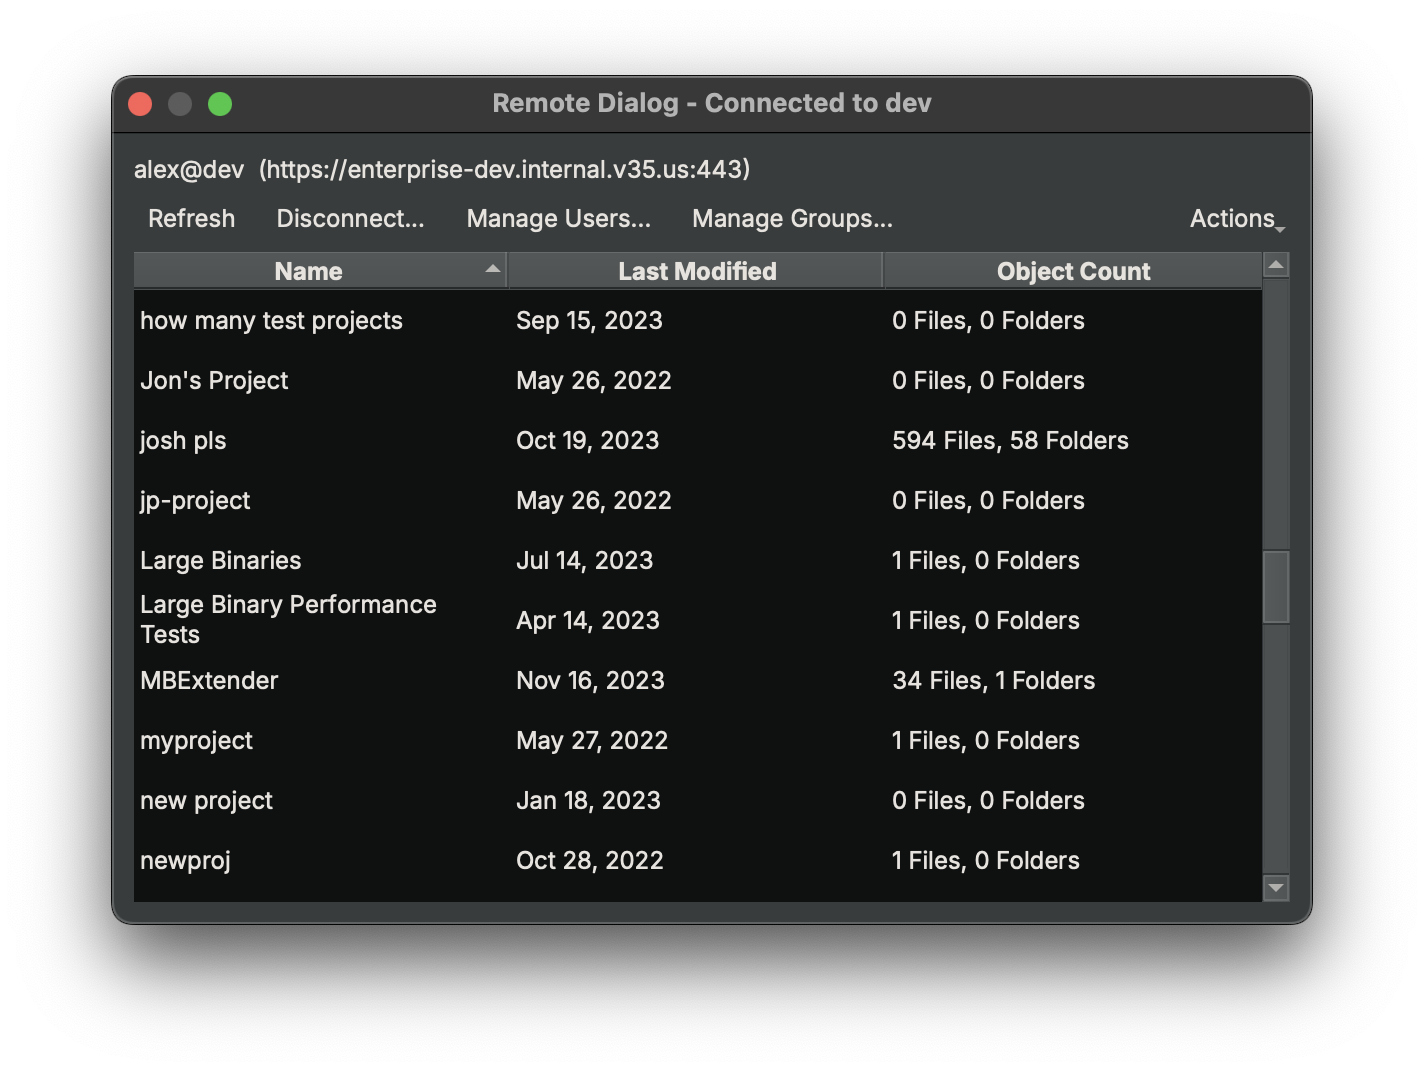 Remote Dialog - Connected to dev
alex@dev (https://enterprise-dev.internal.v35.us:443)
Refresh Disconnect... Manage Users... Manage Groups... Actions
Name Last Modified Object Count
how many test projects Sep 15, 2023 0 Files, 0 Folders
Jon's Project May 26, 2022 0 Files, 0 Folders
josh pls Oct 19, 2023 594 Files, 58 Folders
jp-project May 26, 2022 0 Files, 0 Folders
Large Binaries Jul 14, 2023 1 Files, 0 Folders
Large Binary Performance
Tests Apr 14, 2023 1 Files, 0 Folders
MBExtender Nov 16, 2023 34 Files, 1 Folders
myproject May 27, 2022 1 Files, 0 Folders
new project Jan 18, 2023 0 Files, 0 Folders
newproj Oct 28, 2022 1 Files, 0 Folders